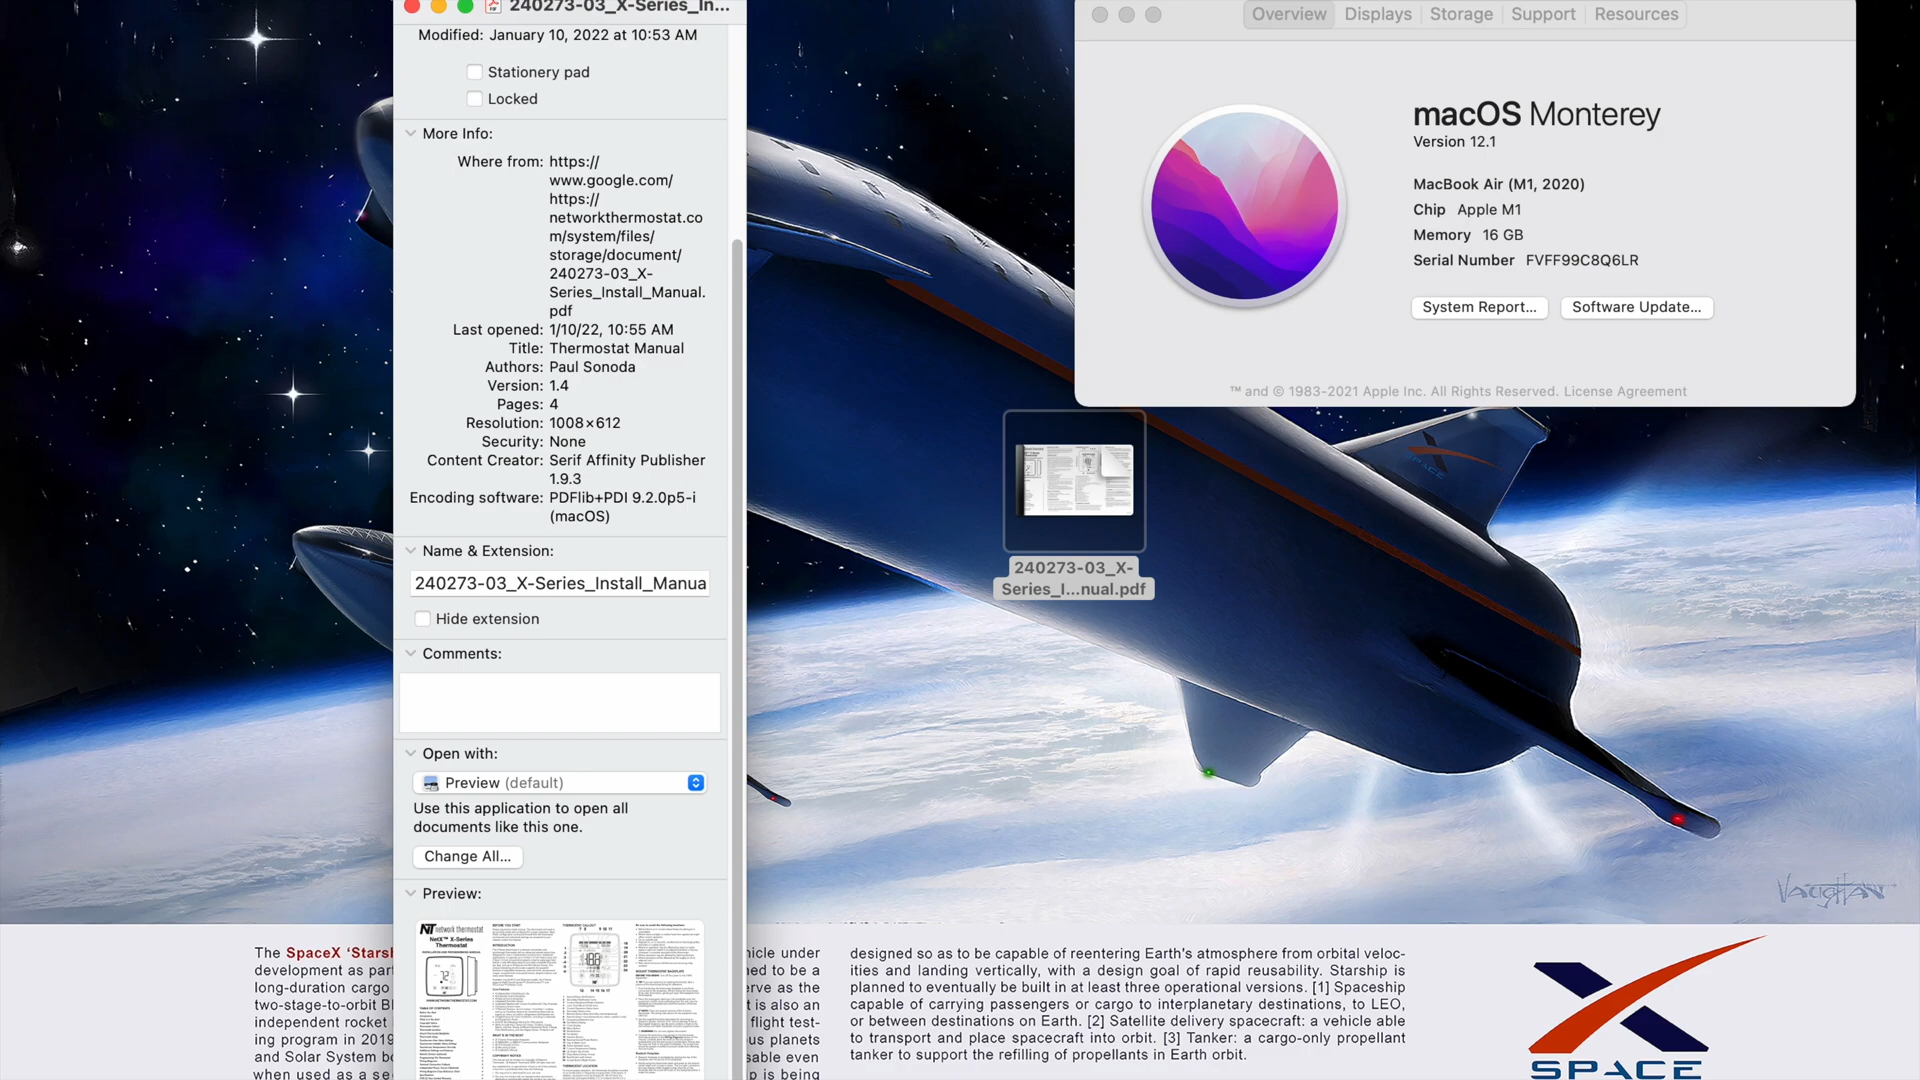 240273-03_X-Series_In...
Modified: January 10, 2022 at 10:53 AM
Stationery pad
Locked
More Info:
Where from: https://
www.google.com/
https://
networkthermostat.co
m/system/files/
storage/document/
240273-03_X-
Series_Install_Manual.
pdf
Last opened: 1/10/22, 10:55 AM
Title: Thermostat Manual
Authors: Paul Sonoda
Version: 1.4
Pages: 4
Resolution: 1008×612
Security: None
Content Creator: Serif Affinity Publisher
1.9.3
Encoding software: PDFlib+PDI 9.2.0p5-i
(macOS)
Name & Extension:
240273-03_X-Series_Install_Manua
Hide extension
Comments:
Open with:
Preview (default)
Use this application to open all
documents like this one.
Change All...
Preview:
NT network thermostat
NetX™ X-Series
Thermostat
Overview
Displays
Storage
Support
Resources
macOS Monterey
Version 12.1
MacBook Air (M1, 2020)
Chip Apple M1
Memory 16 GB
Serial Number FVFF99C8Q6LR
System Report...
Software Update...
™ and © 1983-2021 Apple Inc. All Rights Reserved. License Agreement
240273-03_X-
Series_I...nual.pdf
SPACE
VAUGHAN
The SpaceX ‘Starsh
development as part
long-duration cargo
two-stage-to-orbit
independent rocket
ing program in 2019
and Solar System
when used as a
hicle under
ned to be a
erve as the
t is also an
flight test-
us planets
sable even
p is being
designed so as to be capable of reentering Earth's atmosphere from orbital veloc-
ities and landing vertically, with a design goal of rapid reusability. Starship is
planned to eventually be built in at least three operational versions. [1] Spaceship
capable of carrying passengers or cargo to interplanetary destinations, to LEO,
or between destinations on Earth. [2] Satellite delivery spacecraft: a vehicle able
to transport and place spacecraft into orbit. [3] Tanker: a cargo-only propellant
tanker to support the refilling of propellants in Earth orbit.
SPACE